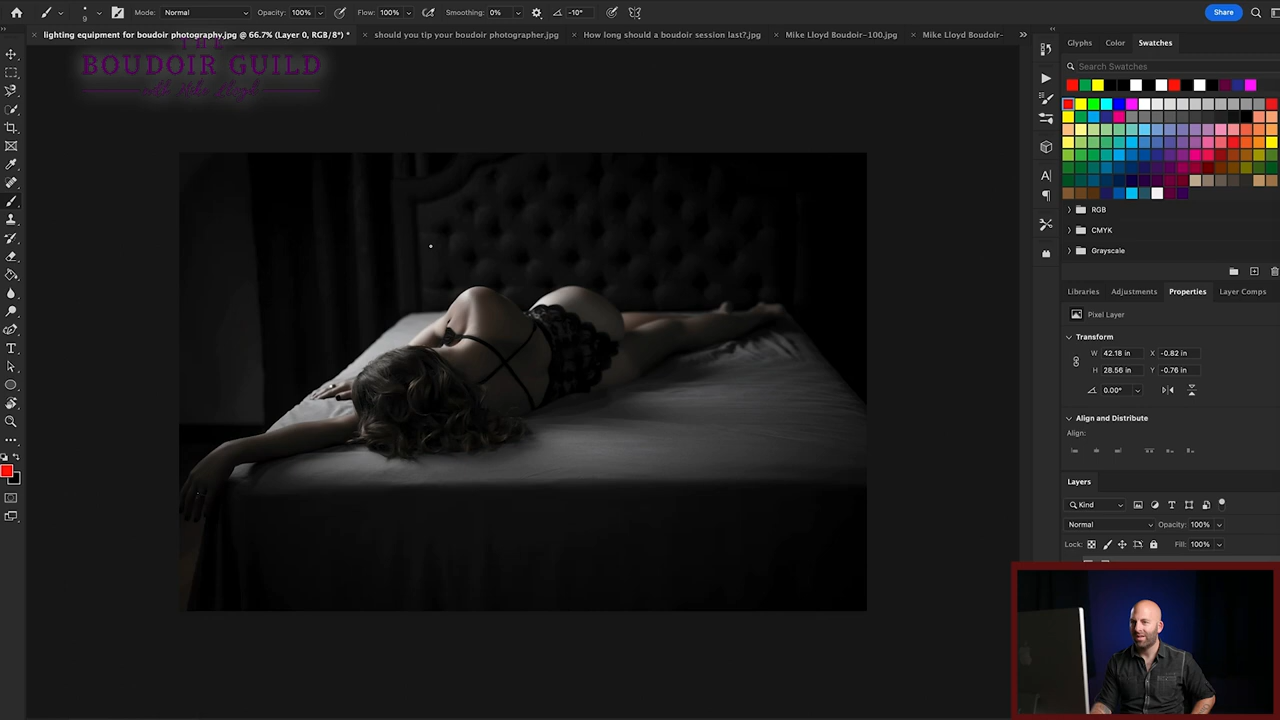 Mode: Normal Opacity: 100% Flow: 100% Smoothing: 0% -10° Share
lighting equipment for boudoir photography.jpg @ 66.7% (Layer 0, RGB/8*) * should you tip your boudoir photographer.jpg How long should a boudoir session last?.jpg Mike Lloyd Boudoir-100.jpg Mike Lloyd Boudoir-
THE
BOUDOIR GUILD
with Mike Lloyd
Glyphs Color Swatches
Search Swatches
RGB
CMYK
Grayscale
Libraries Adjustments Properties Layer Comps
Pixel Layer
Transform
W 42.18 in X -0.82 in
H 28.56 in Y -0.76 in
0.00°
Align and Distribute
Align:
Layers
Kind
Normal Opacity: 100%
Lock: Fill: 100%